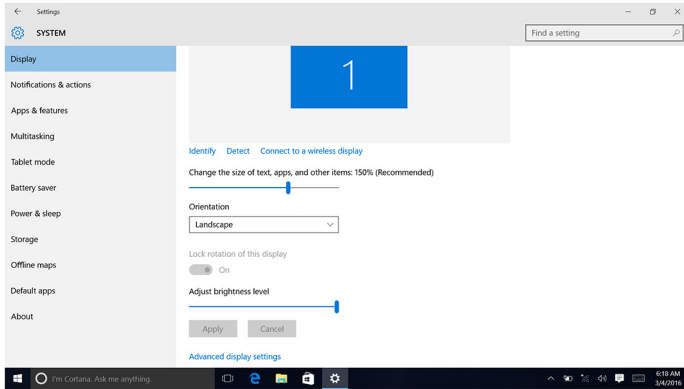 Settings
SYSTEM
Find a setting
Display
Notifications & actions
Apps & features
Multitasking
Tablet mode
Battery saver
Power & sleep
Storage
Offline maps
Default apps
About
1
Identify Detect Connect to a wireless display
Change the size of text, apps, and other items: 150% (Recommended)
Orientation
Landscape
Lock rotation of this display
On
Adjust brightness level
Apply Cancel
Advanced display settings
I'm Cortana. Ask me anything.
6:18 AM
3/4/2016